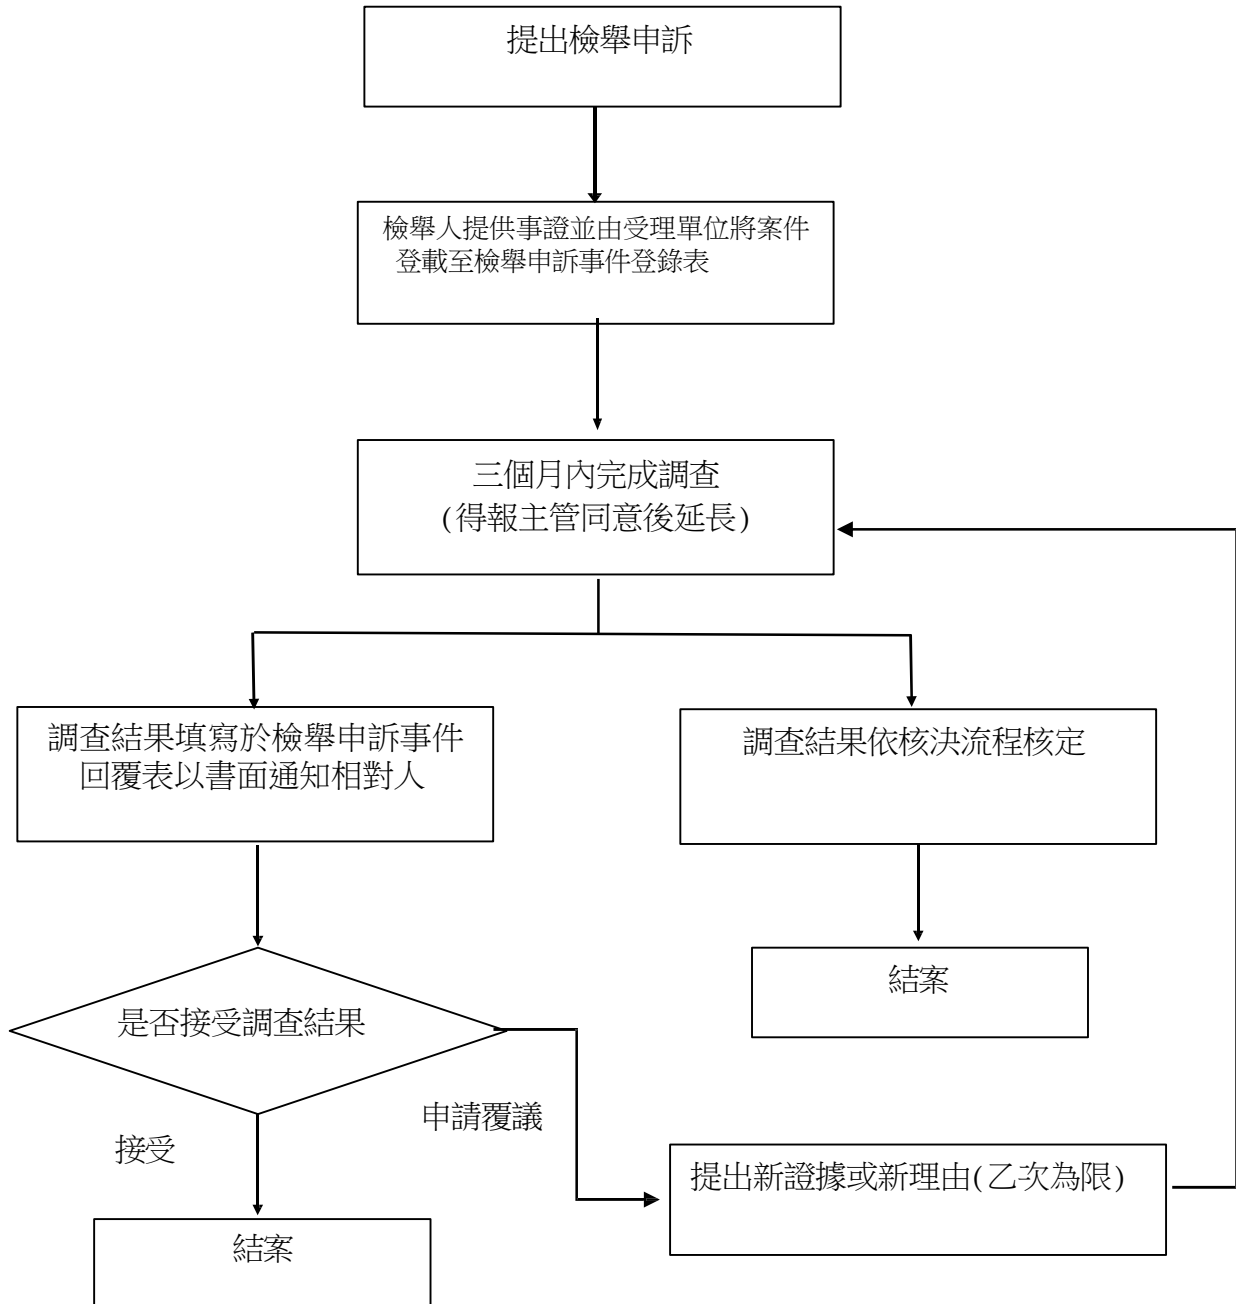 提出檢舉申訴
檢舉人提供事證並由受理單位將案件
登載至檢舉申訴事件登錄表
三個月內完成調查
(得報主管同意後延長)
調查結果填寫於檢舉申訴事件
回覆表以書面通知相對人
調查結果依核決流程核定
結案
是否接受調查結果
申請覆議
接受
提出新證據或新理由(乙次為限)
結案